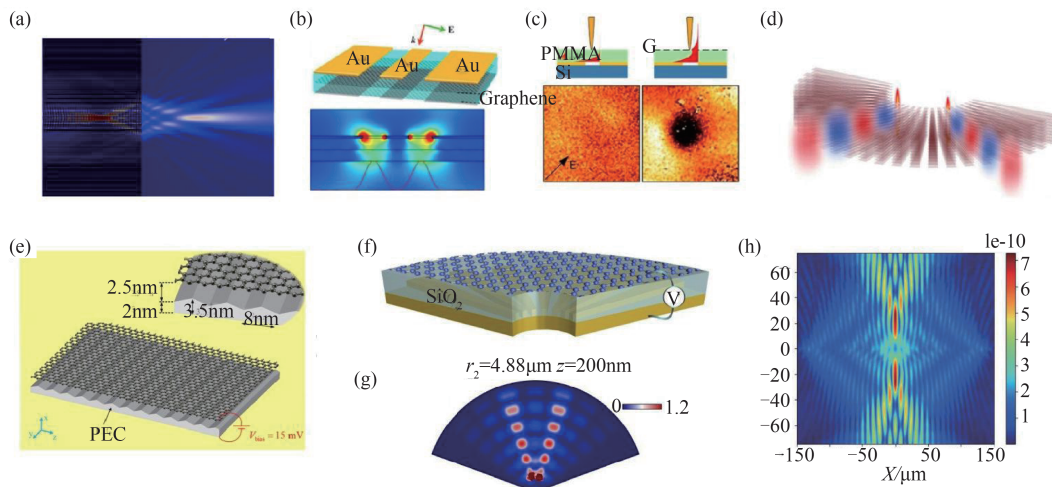 (a)
(b)
E
k
Au
Au
Au
Graphene
(c)
PMMA
Si
G
E
(d)
(e)
2.5nm
2nm
3.5nm
8nm
PEC
V_bias = 15 mV
(f)
SiO₂
V
(g)
r₂=4.88μm z=200nm
0
1.2
(h)
1e-10
60
40
20
0
-20
-40
-60
-150
-50
50
150
X/μm
7
6
5
4
3
2
1